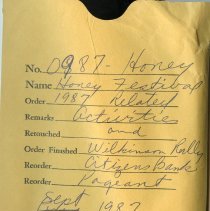 No. 0987- Honey
Name Honey Festival
Order 1987 Related
Remarks Activities
Retouched and
Order Finished Wilkinson Rally
Reorder Citizens Bank
Reorder Pageant
Sept 1987